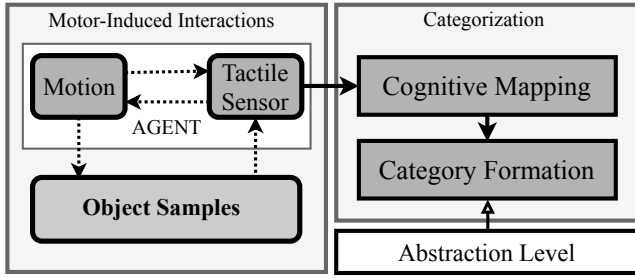 Motor-Induced Interactions
Motion
Tactile
Sensor
AGENT
Object Samples
Categorization
Cognitive Mapping
Category Formation
Abstraction Level